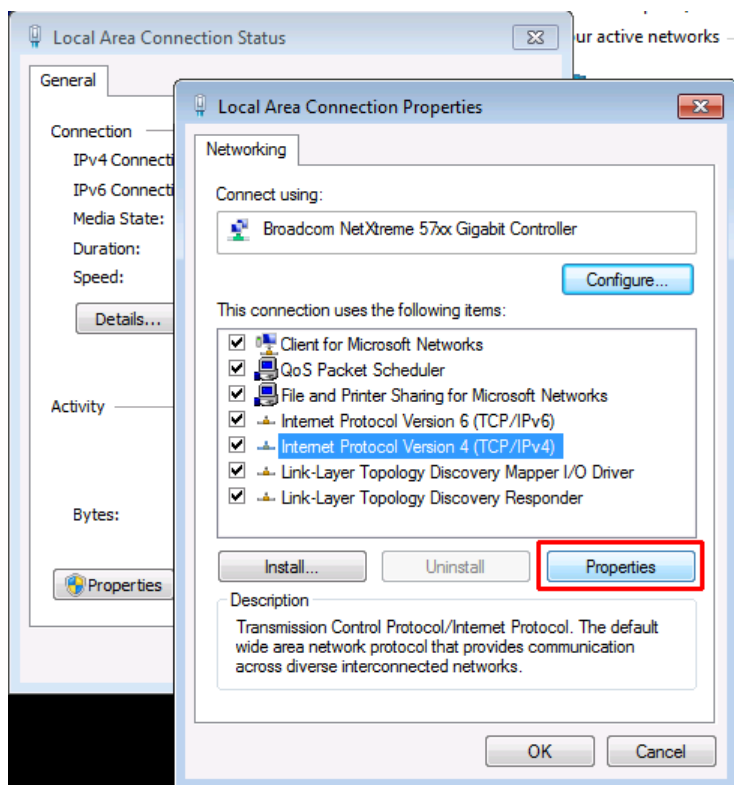 Local Area Connection Status
ur active networks
General
Connection
IPv4 Connecti
IPv6 Connecti
Media State:
Duration:
Speed:
Details...
Activity
Bytes:
Properties
Local Area Connection Properties
Networking
Connect using:
Broadcom NetXtreme 57xx Gigabit Controller
Configure...
This connection uses the following items:
Client for Microsoft Networks
QoS Packet Scheduler
File and Printer Sharing for Microsoft Networks
Internet Protocol Version 6 (TCP/IPv6)
Internet Protocol Version 4 (TCP/IPv4)
Link-Layer Topology Discovery Mapper I/O Driver
Link-Layer Topology Discovery Responder
Install...
Uninstall
Properties
Description
Transmission Control Protocol/Internet Protocol. The default
wide area network protocol that provides communication
across diverse interconnected networks.
OK
Cancel